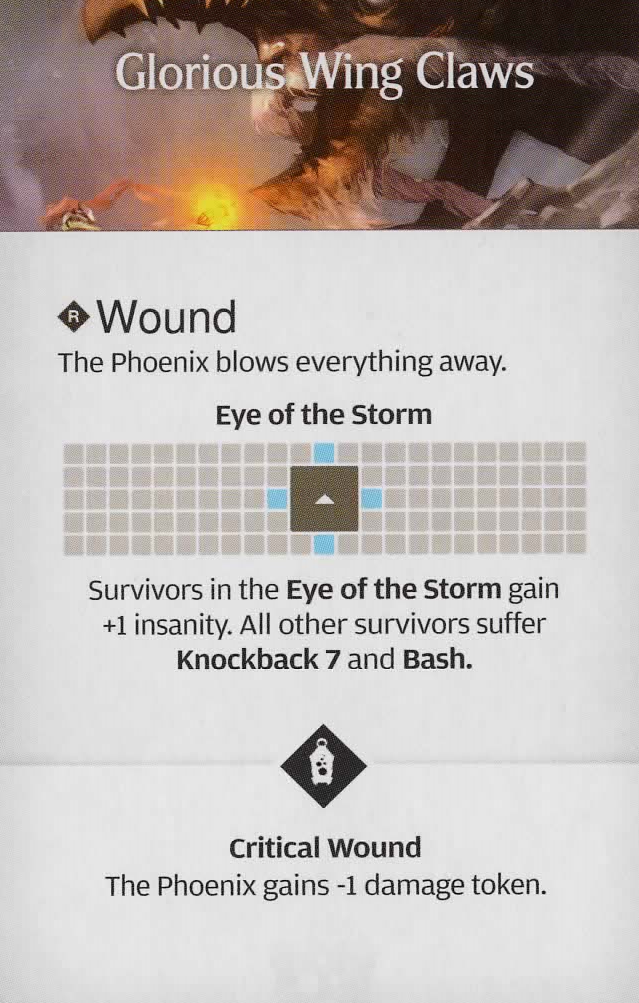 Glorious Wing Claws
R Wound
The Phoenix blows everything away.
Eye of the Storm
Survivors in the Eye of the Storm gain
+1 insanity. All other survivors suffer
Knockback 7 and Bash.
Critical Wound
The Phoenix gains -1 damage token.